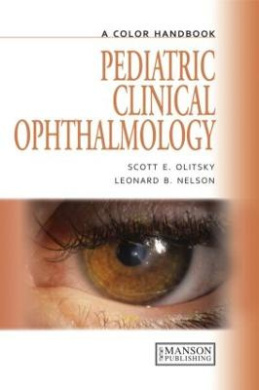 A COLOR HANDBOOK
PEDIATRIC
CLINICAL
OPHTHALMOLOGY
SCOTT E. OLITSKY
LEONARD B. NELSON
MANSON
PUBLISHING